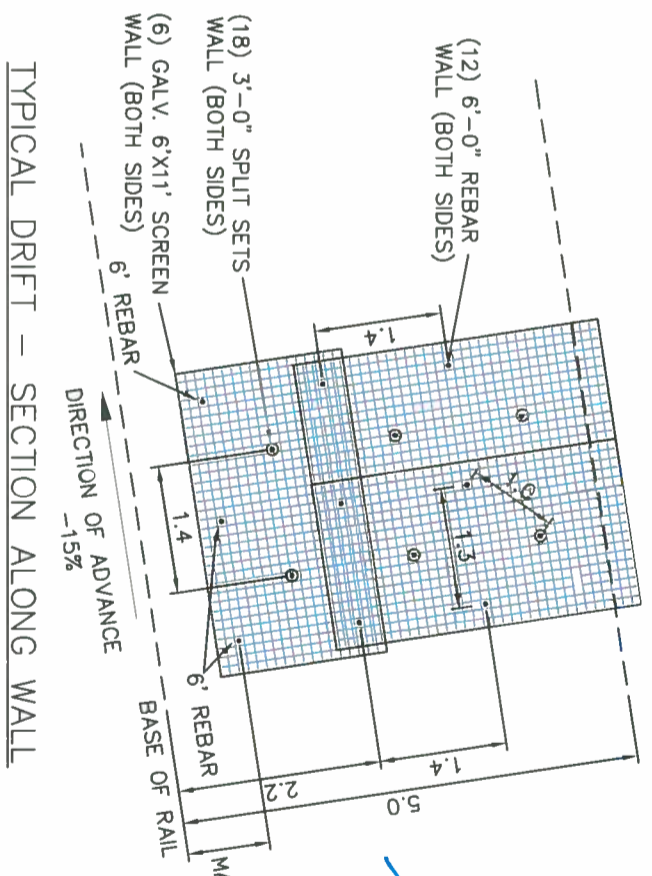 (12) 6'-0" REBAR
WALL (BOTH SIDES)
(18) 3'-0" SPLIT SETS
WALL (BOTH SIDES)
(6) GALV. 6'X11' SCREEN
WALL (BOTH SIDES)
6' REBAR
1.4
1.3
1.4
6' REBAR
1.4
2.2
5.0
BASE OF RAIL
DIRECTION OF ADVANCE
-15%
TYPICAL DRIFT - SECTION ALONG WALL